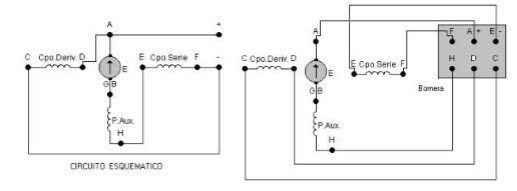 A +
C Cpo.Deriv. D E E Cpo.Serie F -
G B
P.Aux.
H
CIRCUITO ESQUEMATICO
A
C Cpo.Deriv. D E E Cpo.Serie F
G B
P.Aux.
H
F A + E -
H D C
Bornera